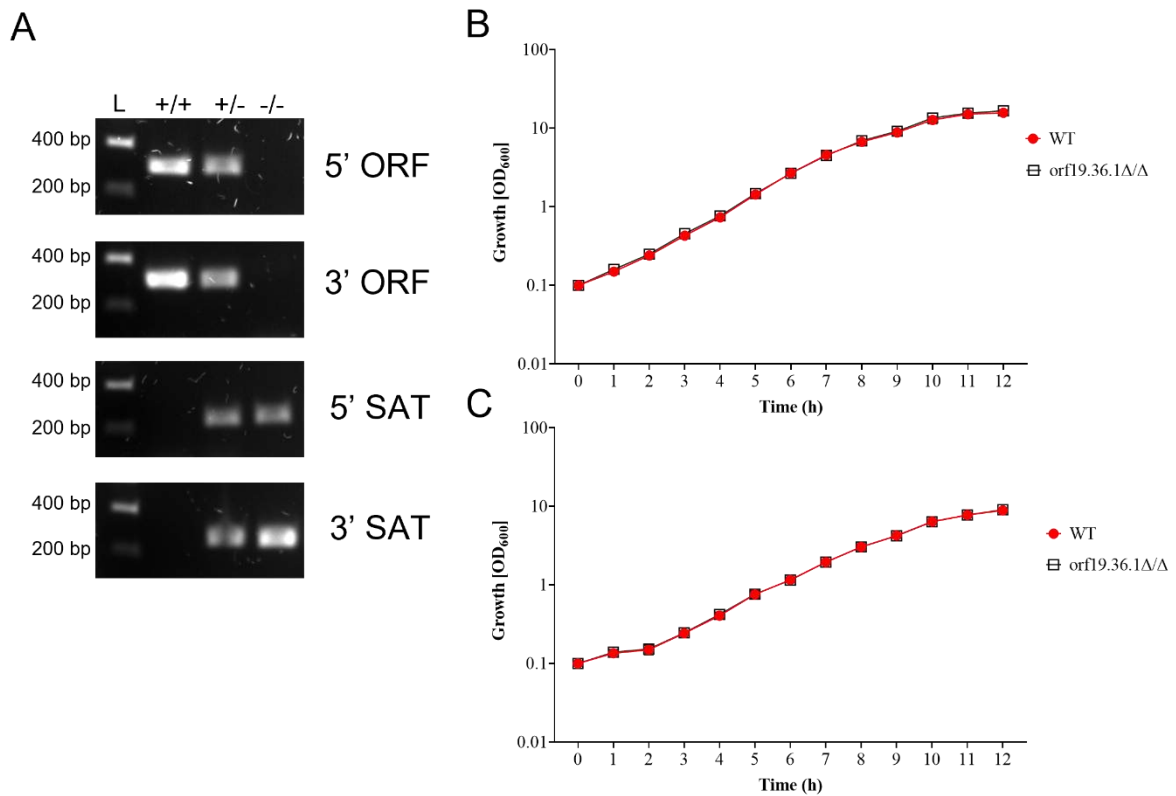 A
L +/+ +/- -/-
400 bp
200 bp
5’ ORF
400 bp
200 bp
3’ ORF
400 bp
200 bp
5’ SAT
400 bp
200 bp
3’ SAT
B
Growth [OD600]
100
10
1
0.1
0.01
0 1 2 3 4 5 6 7 8 9 10 11 12
Time (h)
WT
orf19.36.1Δ/Δ
C
Growth [OD600]
100
10
1
0.1
0.01
0 1 2 3 4 5 6 7 8 9 10 11 12
Time (h)
WT
orf19.36.1Δ/Δ